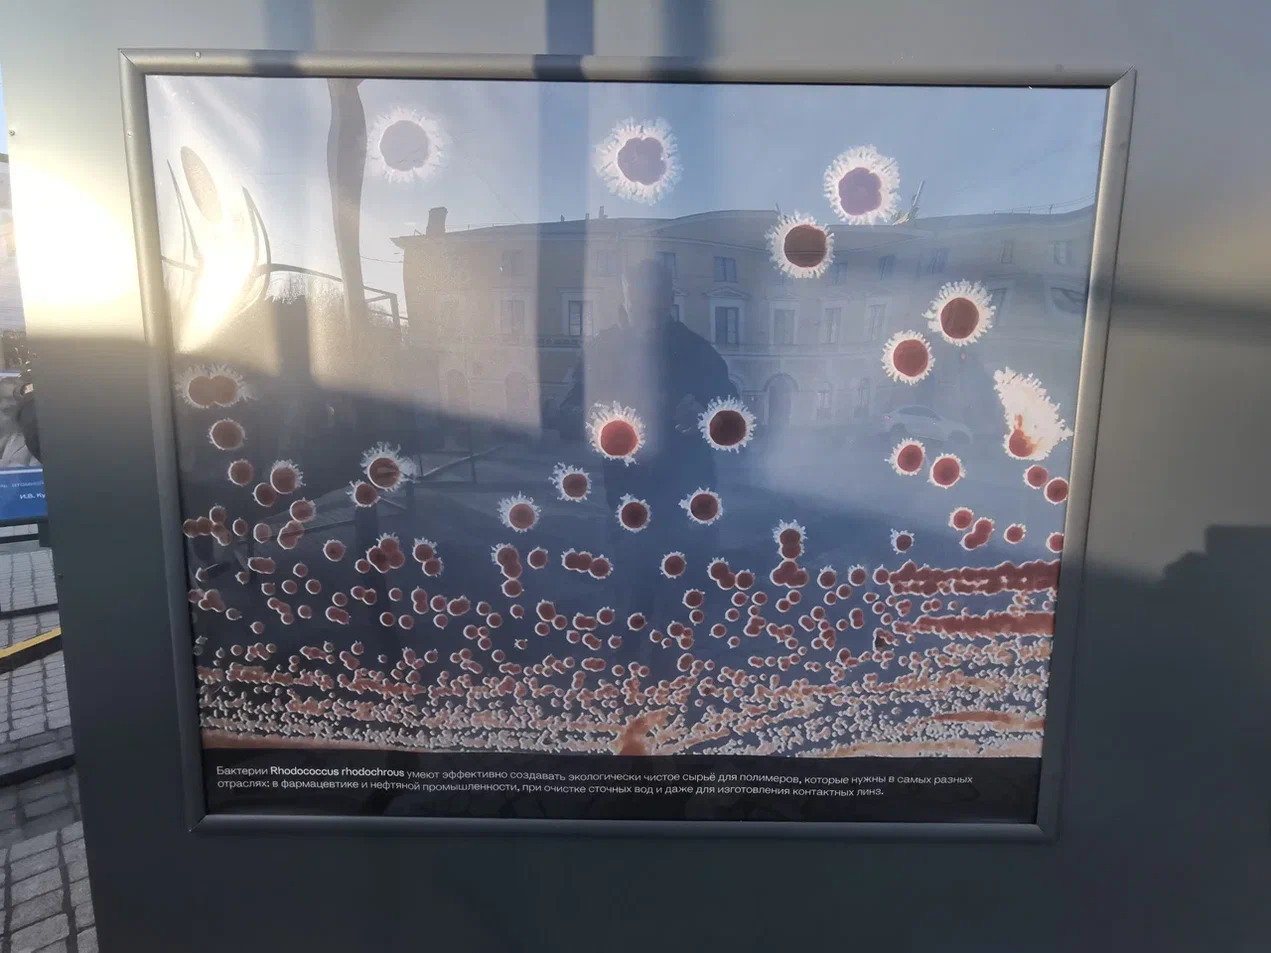 Бактерии Rhodococcus rhodochrous умеют эффективно создавать экологически чистое сырьё для полимеров, которые нужны в самых разных
отраслях: в фармацевтике и нефтяной промышленности, при очистке сточных вод и даже для изготовления контактных линз.